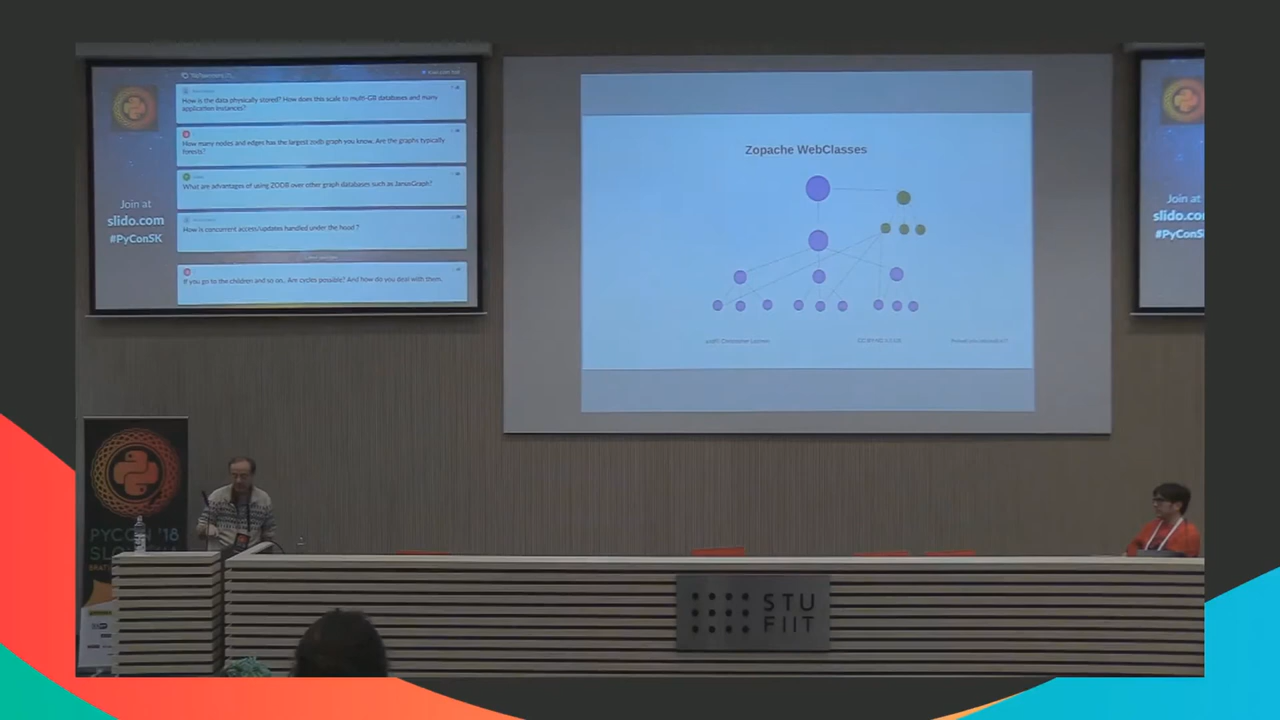 Join at
slido.com
#PyConSK
How is the data physically stored? How does this scale to multi-GB databases and many
application instances?
How many nodes and edges has the largest zodb graph you know. Are the graphs typically
forests?
What are advantages of using ZODB over other graph databases such as JanusGraph?
How is concurrent access/updates handled under the hood ?
If you go to the children and so on.. Are cycles possible? And how do you deal with them.
Zopache WebClasses
Join at
slido.co
#PyConS
PYCON '18
SLO
STU
FIIT